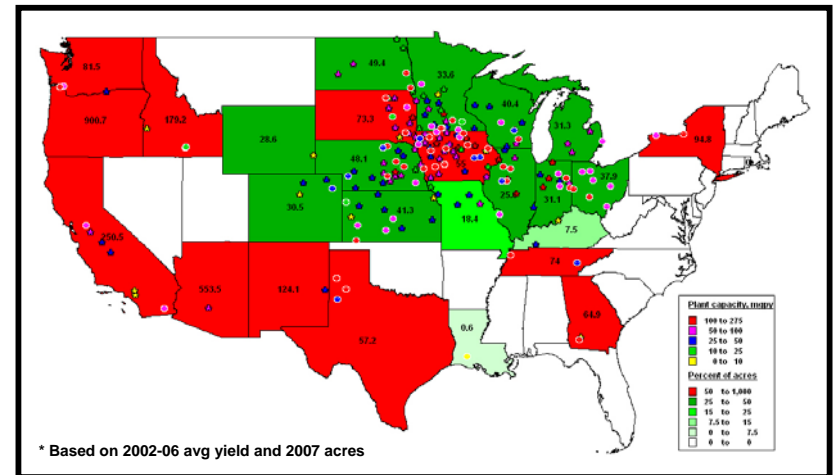 81.5
49.4
33.6
900.7
179.2
73.3
40.4
31.3
94.8
28.6
40.1
37.9
30.5
41.3
25.6
31.1
18.4
7.5
250.5
553.5
124.1
74
57.2
64.9
0.6
Plant capacity, mgpy
100 to 275
50 to 100
25 to 50
10 to 25
0 to 10
Percent of acres
50 to 1,000
25 to 50
15 to 25
7.5 to 15
0 to 7.5
0 to 0
* Based on 2002-06 avg yield and 2007 acres